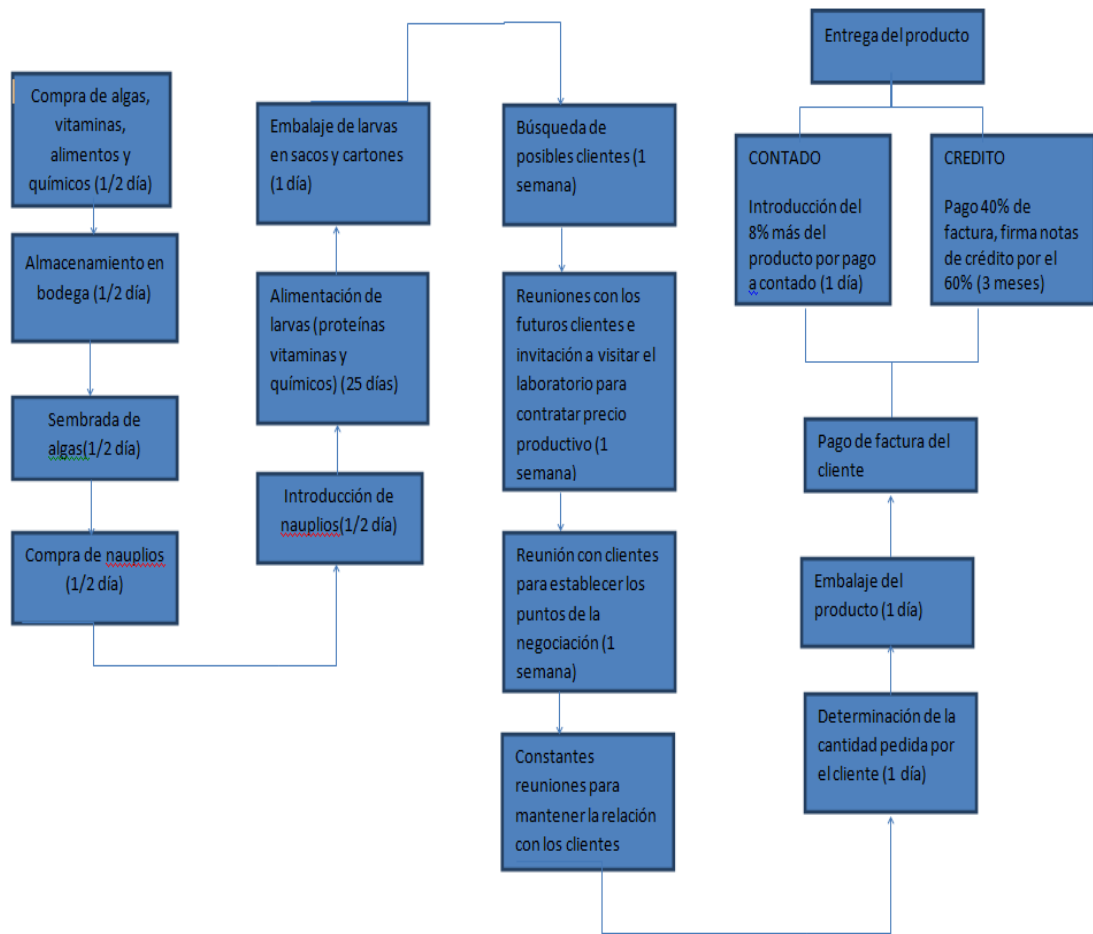 Compra de algas,
vitaminas,
alimentos y
químicos (1/2 día)
Almacenamiento en
bodega (1/2 día)
Sembrada de
algas(1/2 día)
Compra de nauplios
(1/2 día)
Embalaje de larvas
en sacos y cartones
(1 día)
Alimentación de
larvas (proteínas
vitaminas y
químicos) (25 días)
Introducción de
nauplios(1/2 día)
Búsqueda de
posibles clientes (1
semana)
Reuniones con los
futuros clientes e
invitación a visitar el
laboratorio para
contratar precio
productivo (1
semana)
Reunión con clientes
para establecer los
puntos de la
negociación (1
semana)
Constantes
reuniones para
mantener la relación
con los clientes
Entrega del producto
CONTADO
Introducción del
8% más del
producto por pago
a contado (1 día)
CREDITO
Pago 40% de
factura, firma notas
de crédito por el
60% (3 meses)
Pago de factura del
cliente
Embalaje del
producto (1 día)
Determinación de la
cantidad pedida por
el cliente (1 día)